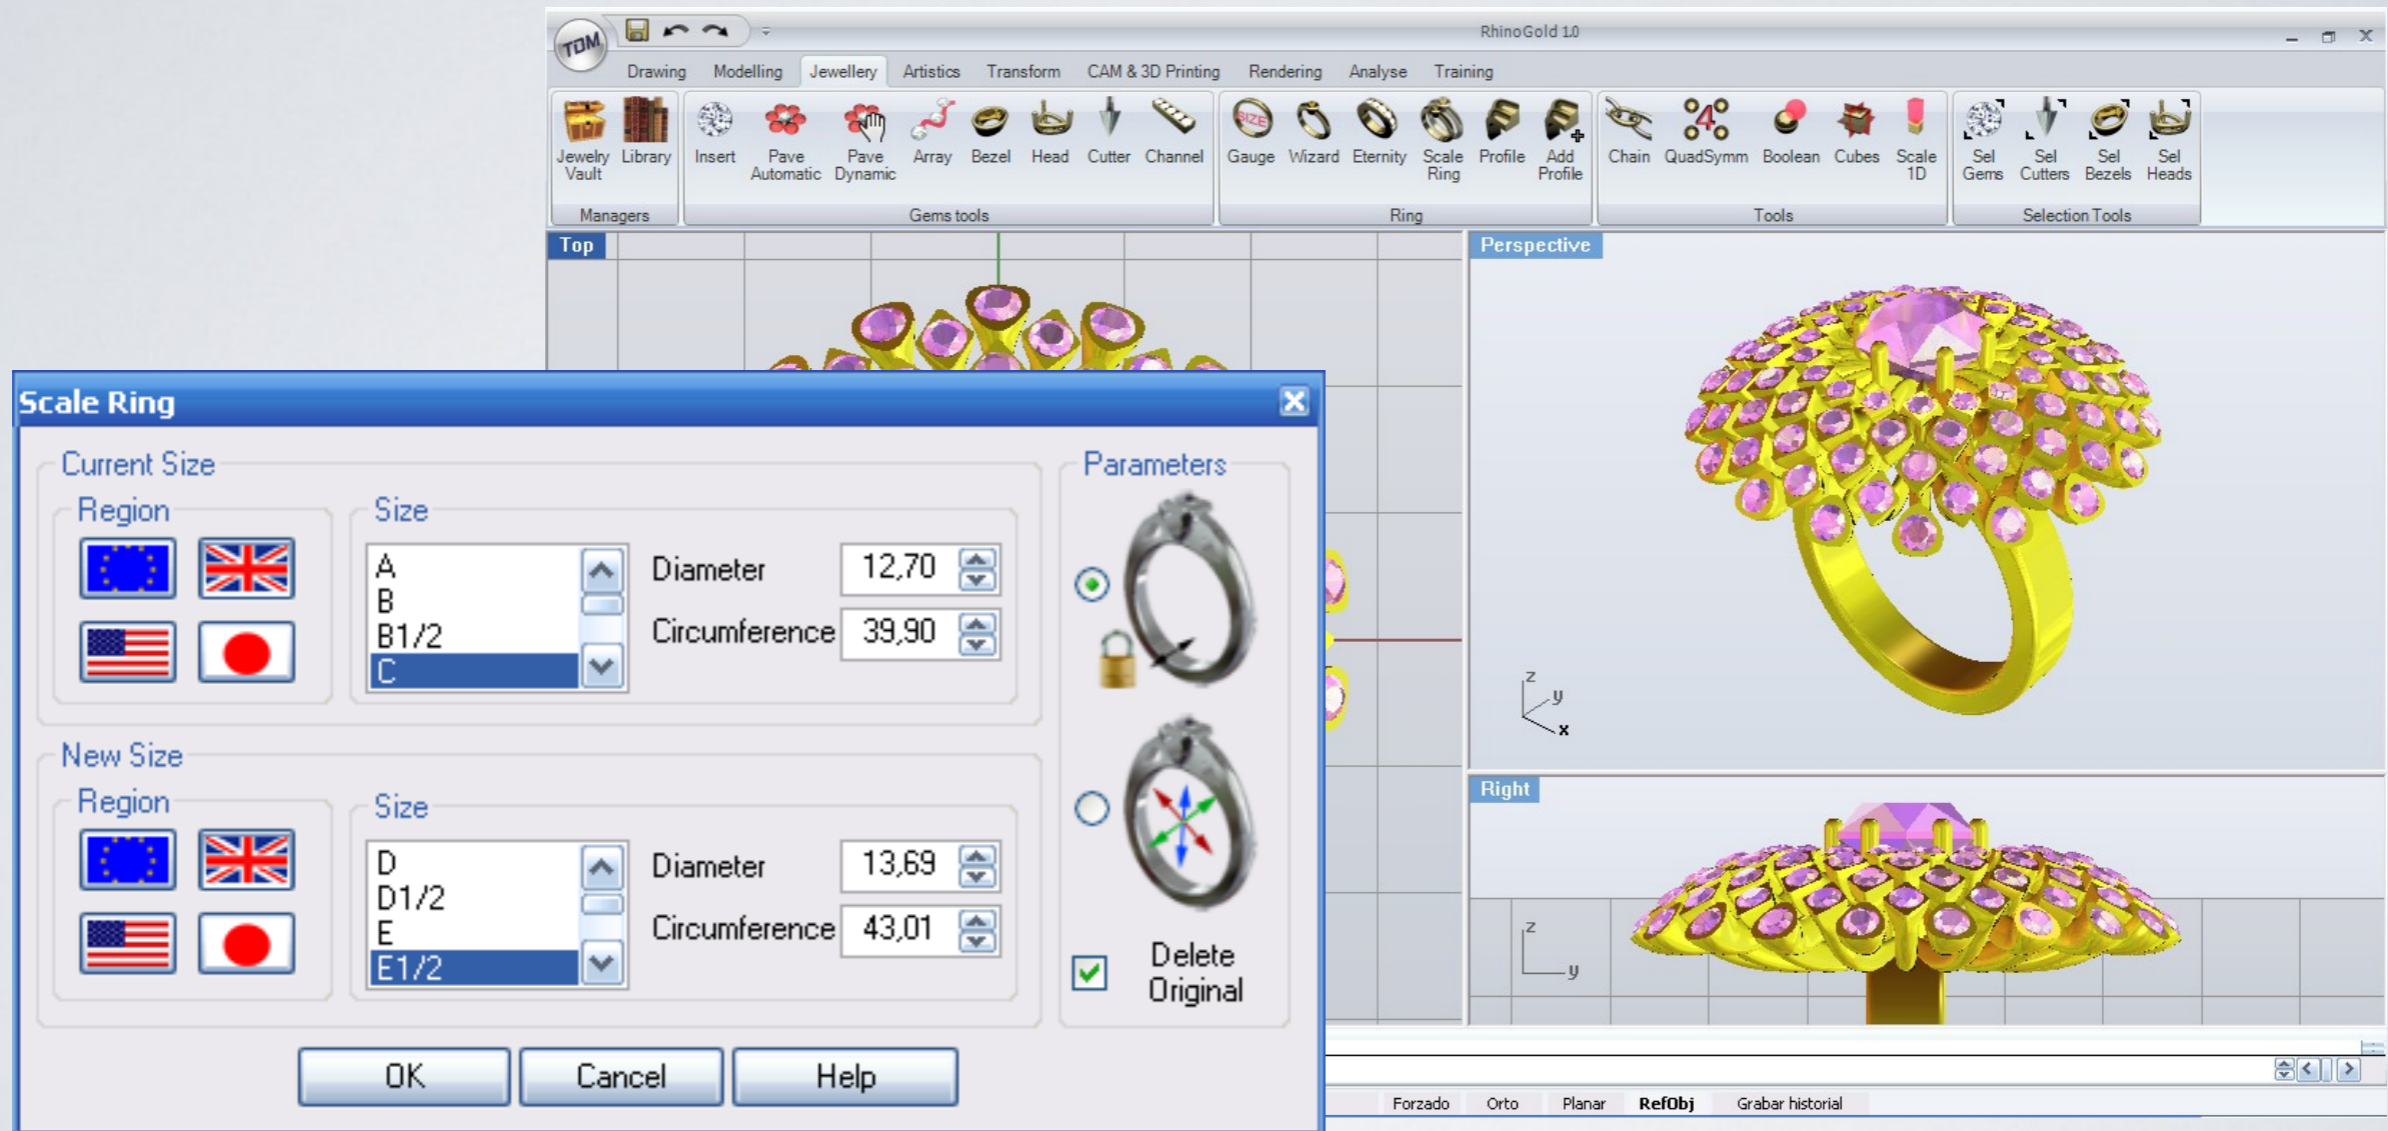 TDM
RhinoGold 1.0
Drawing Modelling Jewellery Artistics Transform CAM & 3D Printing Rendering Analyse Training
SIZE 4
Jewelry Vault Library Insert Pave Automatic Pave Dynamic Array Bezel Head Cutter Channel Gauge Wizard Eternity Scale Ring Profile Add Profile Chain QuadSymm Boolean Cubes Scale 1D Sel Gems Sel Cutters Sel Bezels Sel Heads
Managers Gems tools Ring Tools Selection Tools
Top Perspective
Scale Ring
Current Size Parameters
Region Size
A
B
B1/2
C
Diameter 12,70
Circumference 39,90
New Size
Region Size
D
D1/2
E
E1/2
Diameter 13,69
Circumference 43,01
Delete
Original
OK Cancel Help
z
y
x
Right
z
y
Forzado Orto Planar RefObj Grabar historial